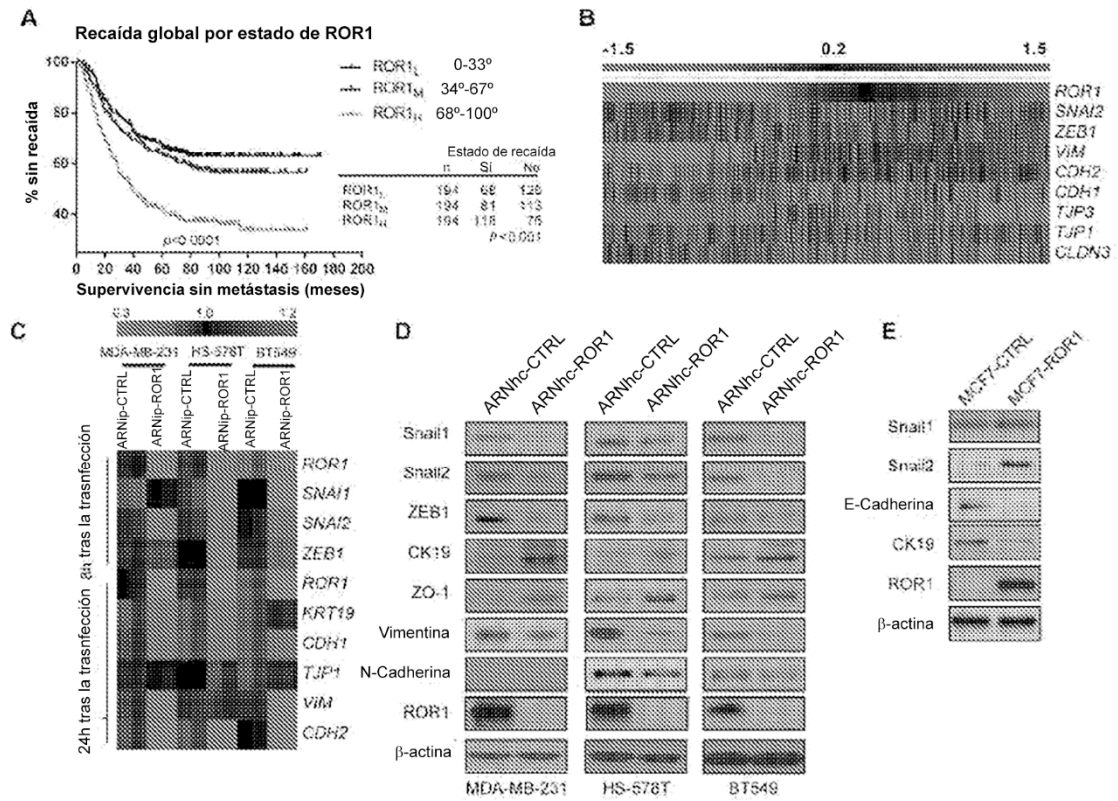 A
Recaída global por estado de ROR1
% sin recaída
100
80
60
40
p<0.0001
0 20 40 60 80 100 120 140 160 180 200
Supervivencia sin metástasis (meses)
ROR1L 0-33º
ROR1M 34º-67º
ROR1H 68º-100º
Estado de recaída
n Sí No
ROR1L 194 68 126
ROR1M 194 81 113
ROR1H 194 118 76
p<0.001
B
-1.5 0.2 1.5
ROR1
SNAI2
ZEB1
ViM
CDH2
CDH1
TJP3
TJP1
CLDN3
C
0.3 1.0 1.2
MDA-MB-231 HS-578T BT549
ARNip-CTRL
ARNip-ROR1
ARNip-CTRL
ARNip-ROR1
ARNip-CTRL
ARNip-ROR1
8h tras la trasnfección
ROR1
SNAI1
SNAI2
ZEB1
24h tras la trasnfección
ROR1
KRT19
CDH1
TJP1
ViM
CDH2
D
ARNhc-CTRL
ARNhc-ROR1
ARNhc-CTRL
ARNhc-ROR1
ARNhc-CTRL
ARNhc-ROR1
Snail1
Snail2
ZEB1
CK19
ZO-1
Vimentina
N-Cadherina
ROR1
β-actina
MDA-MB-231 HS-578T BT549
E
MCF7-CTRL
MCF7-ROR1
Snail1
Snail2
E-Cadherina
CK19
ROR1
β-actina